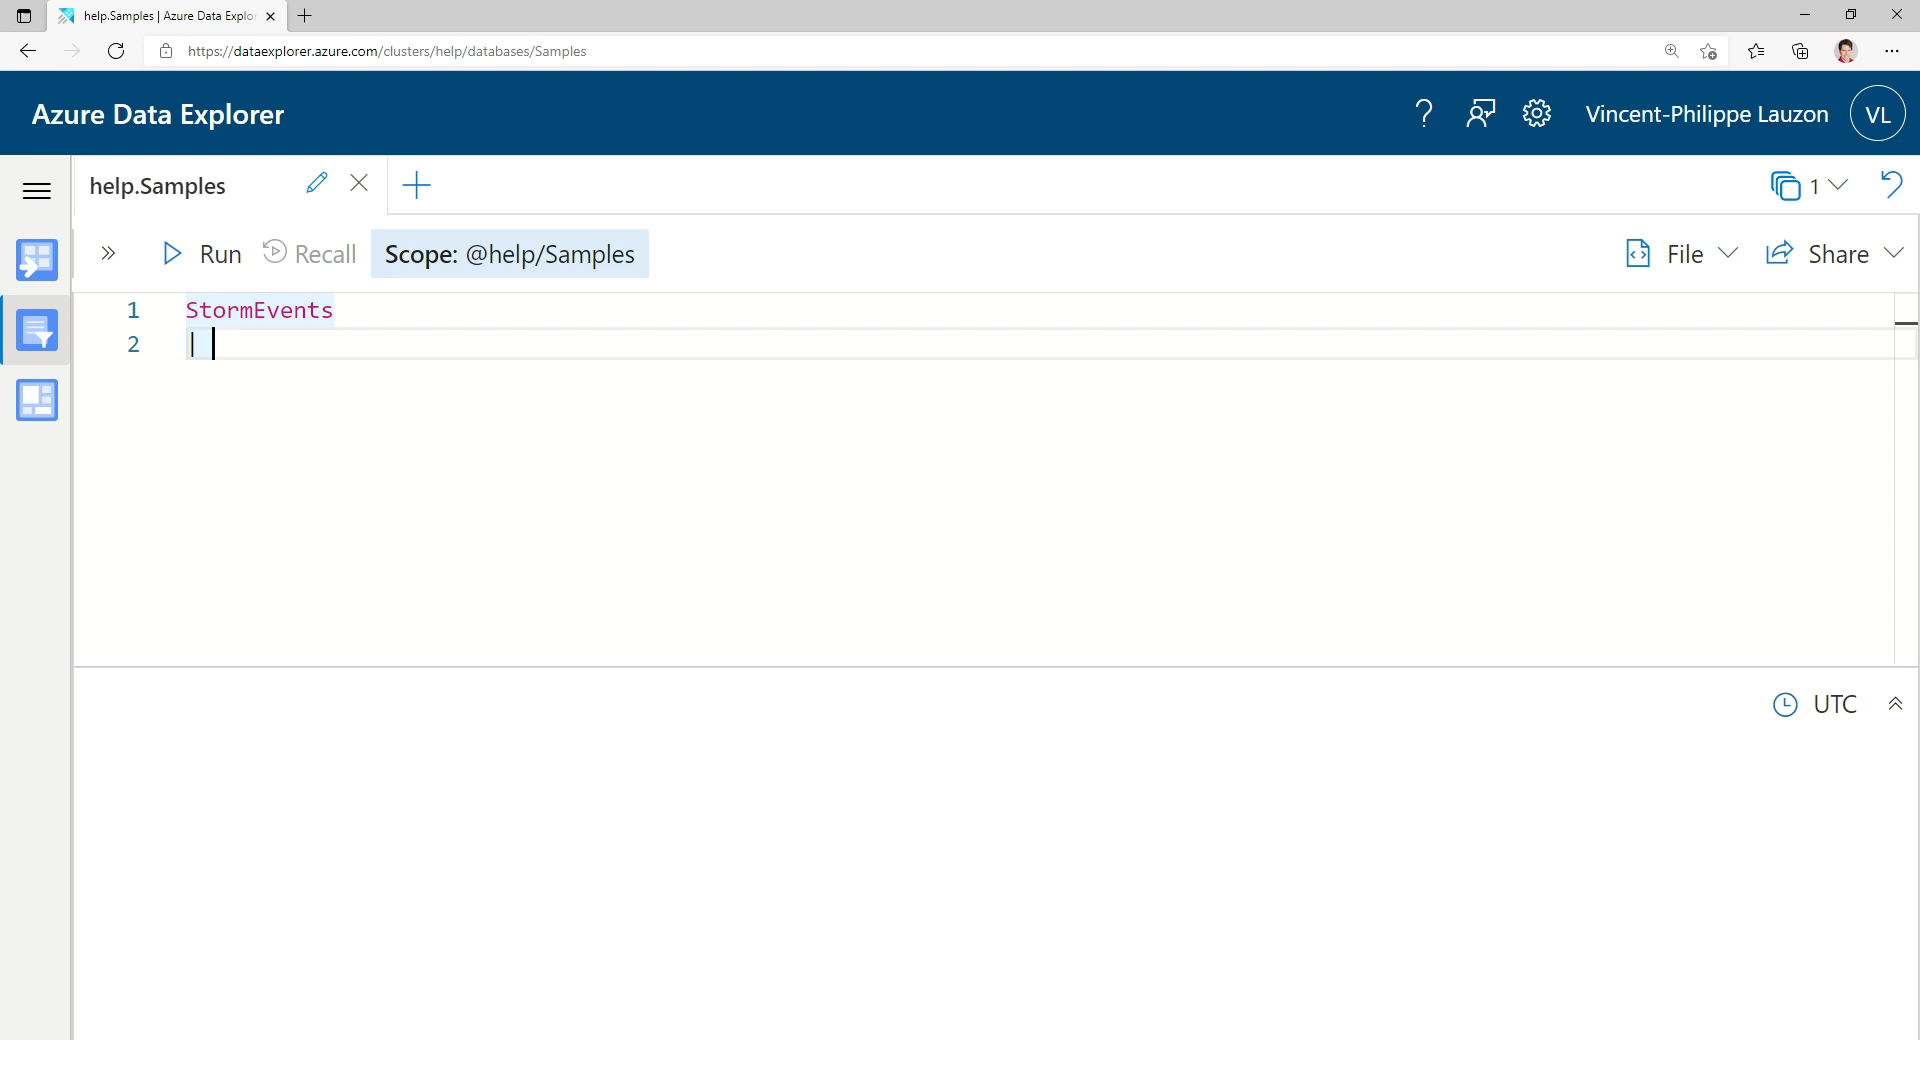 help.Samples | Azure Data Explo
https://dataexplorer.azure.com/clusters/help/databases/Samples
Azure Data Explorer
Vincent-Philippe Lauzon VL
help.Samples
1
Run Recall Scope: @help/Samples File Share
1 StormEvents
2 |
UTC